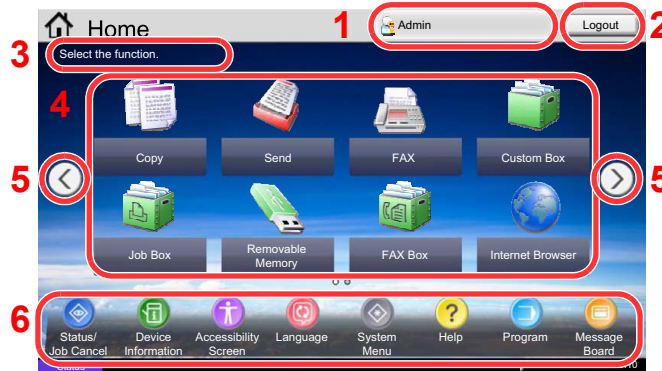 Home
1
Admin
Logout
2
3
Select the function.
4
Copy
Send
FAX
Custom Box
5
5
Job Box
Removable
Memory
FAX Box
Internet Browser
6
Status/
Job Cancel
Device
Information
Accessibility
Screen
Language
System
Menu
Help
Program
Message
Board
Status
10